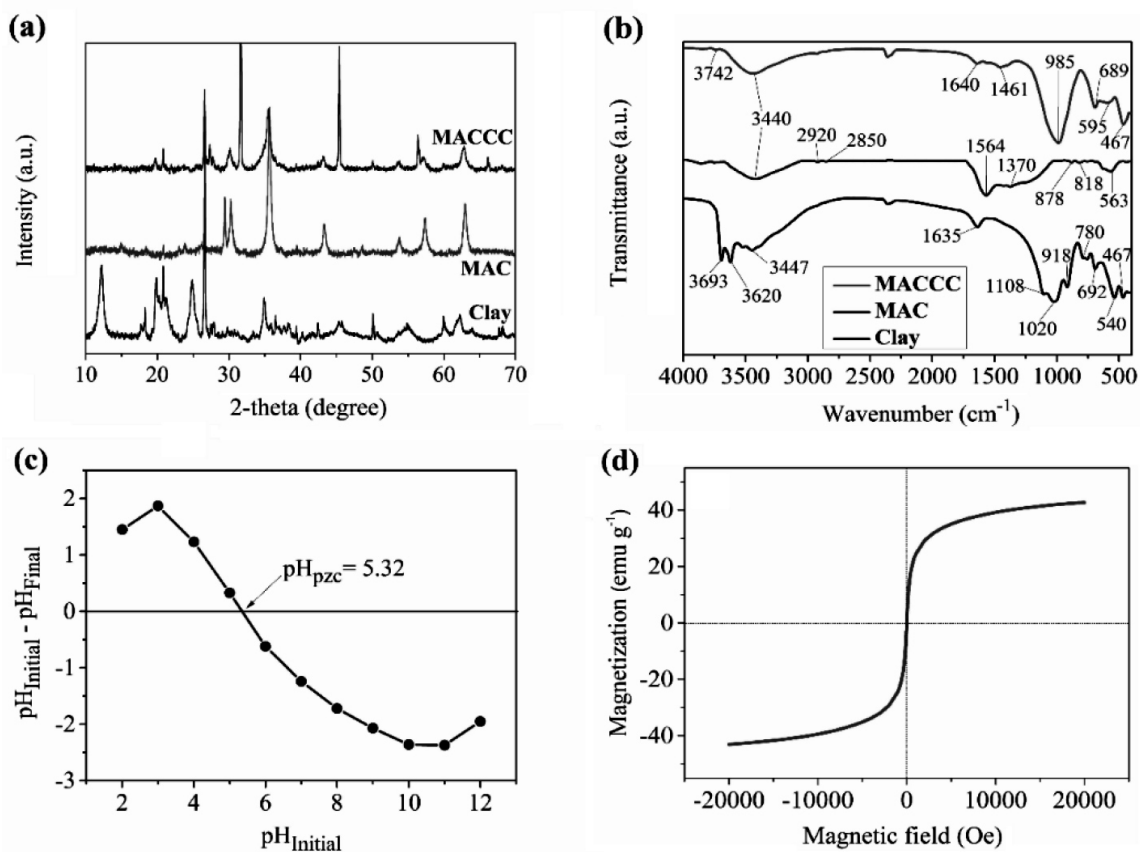 (a)
MACCC
MAC
Clay
Intensity (a.u.)
10 20 30 40 50 60 70
2-theta (degree)
(b)
3742
3440
2920
2850
1640
1461
985
689
595
467
1564
1370
878
818
563
3693
3620
3447
1635
1108
1020
918
780
692
540
467
MACCC
MAC
Clay
Transmittance (a.u.)
4000 3500 3000 2500 2000 1500 1000 500
Wavenumber (cm⁻¹)
(c)
2
1
0
-1
-2
-3
pHpzc= 5.32
pHInitial - pHFinal
2 4 6 8 10 12
pHInitial
(d)
40
20
0
-20
-40
Magnetization (emu g⁻¹)
-20000 -10000 0 10000 20000
Magnetic field (Oe)